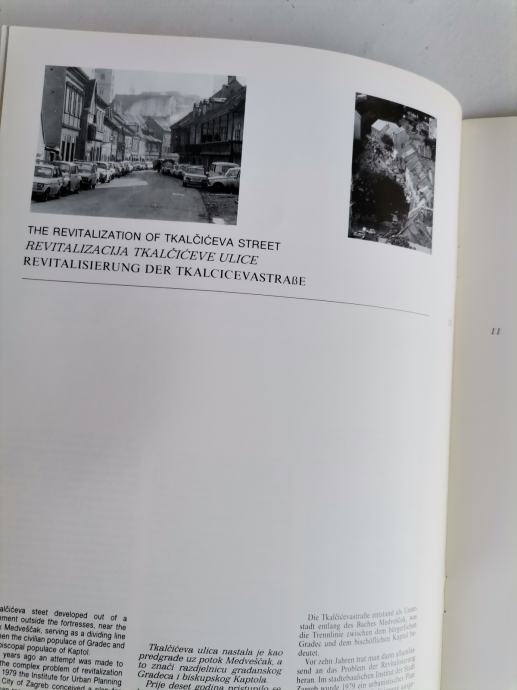 THE REVITALIZATION OF TKALČIĆEVA STREET
REVITALIZACIJA TKALČIĆEVE ULICE
REVITALISIERUNG DER TKALCICEVASTRAßE
11
alčićeva steet developed out of a
ment outside the fortresses, near the
k Medveščak, serving as a dividing line
en the civilian populace of Gradec and
piscopal populace of Kaptol.
years ago an attempt was made to
the complex problem of revitalization
1979 the Institute for Urban Planning
City of Zagreb conceived a plan
Tkalčićeva ulica nastala je kao
predgrađe uz potok Medveščak, a
to znači razdjelnicu građanskog
Gradeca i biskupskog Kaptola.
Prije deset godina pristupilo se
Die Tkalčićevastraße entstand als Unter-
stadt entlang des Baches Medveščak, was
die Trennlinie zwischen dem bürgerlichen
Gradec und dem bischöflichen Kaptol be-
deutet.
Vor zehn Jahren trat man dann allumfas-
send an das Problem der Revitalisierung
heran. Im stadtebaulichen Institut der Stadt
Zagreb wurde 1979 ein urbanistischer Plan